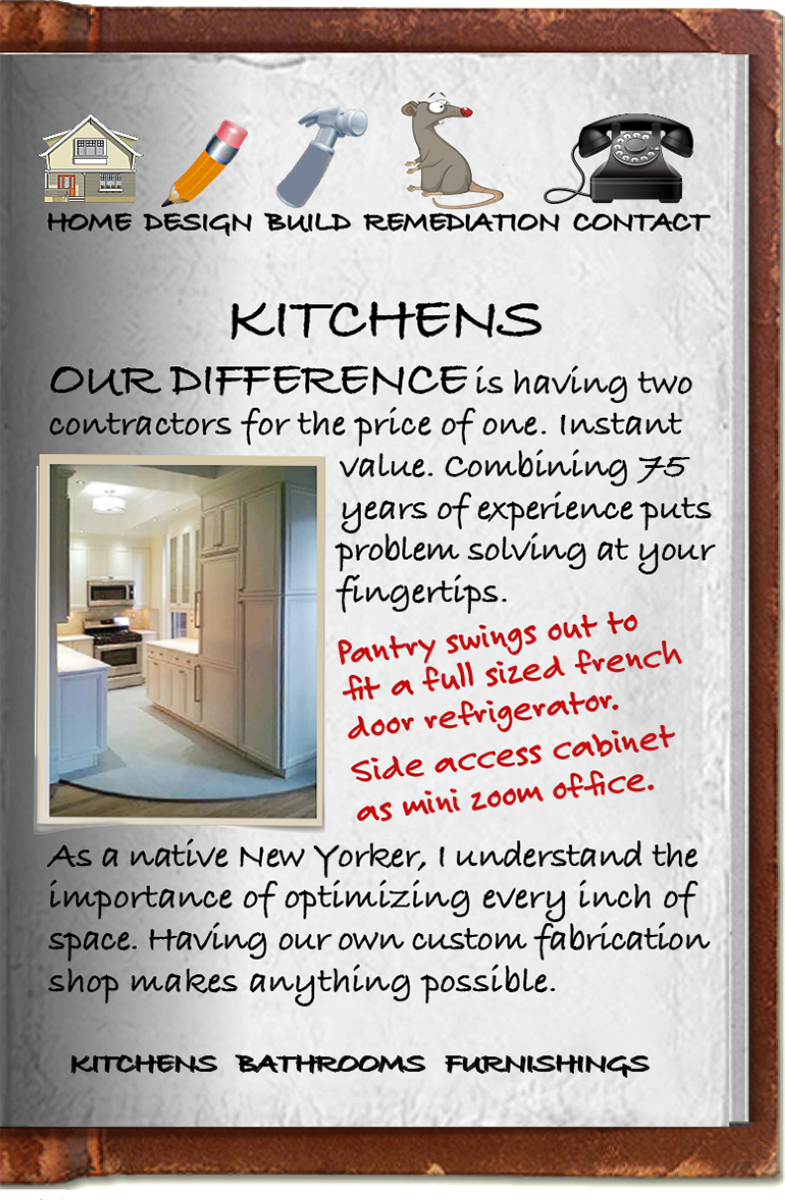 HOME DESIGN BUILD REMEDIATION CONTACT
KITCHENS
OUR DIFFERENCE is having two
contractors for the price of one. Instant
value. Combining 75
years of experience puts
problem solving at your
fingertips.
Pantry swings out to
fit a full sized french
door refrigerator.
Side access cabinet
as mini zoom office.
As a native New Yorker, I understand the
importance of optimizing every inch of
space. Having our own custom fabrication
shop makes anything possible.
KITCHENS BATHROOMS FURNISHINGS